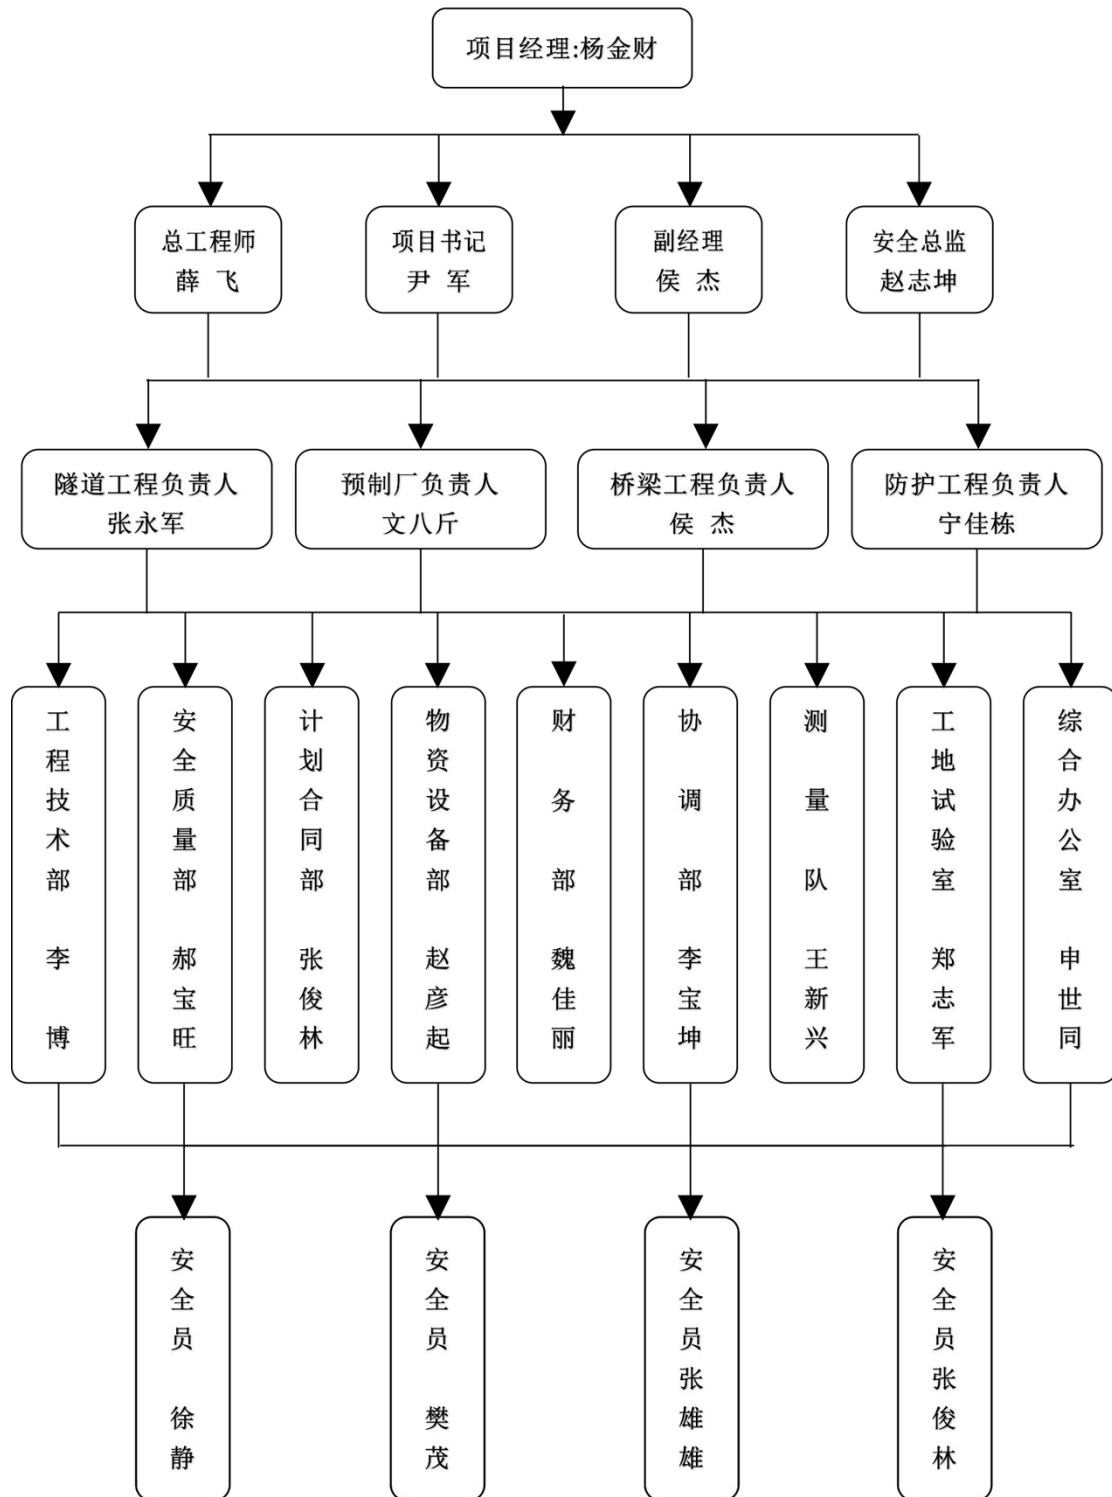 项目经理:杨金财
总工程师
薛 飞
项目书记
尹 军
副经理
侯 杰
安全总监
赵志坤
隧道工程负责人
张永军
预制厂负责人
文八斤
桥梁工程负责人
侯 杰
防护工程负责人
宁佳栋
工程技术部 李 博
安全质量部 郝宝旺
计划合同部 张俊林
物资设备部 赵彦起
财务部 魏佳丽
协调部 李宝坤
测量队 王新兴
工地试验室 郑志军
综合办公室 申世同
安全员 徐静
安全员 樊茂
安全员张雄雄
安全员张俊林